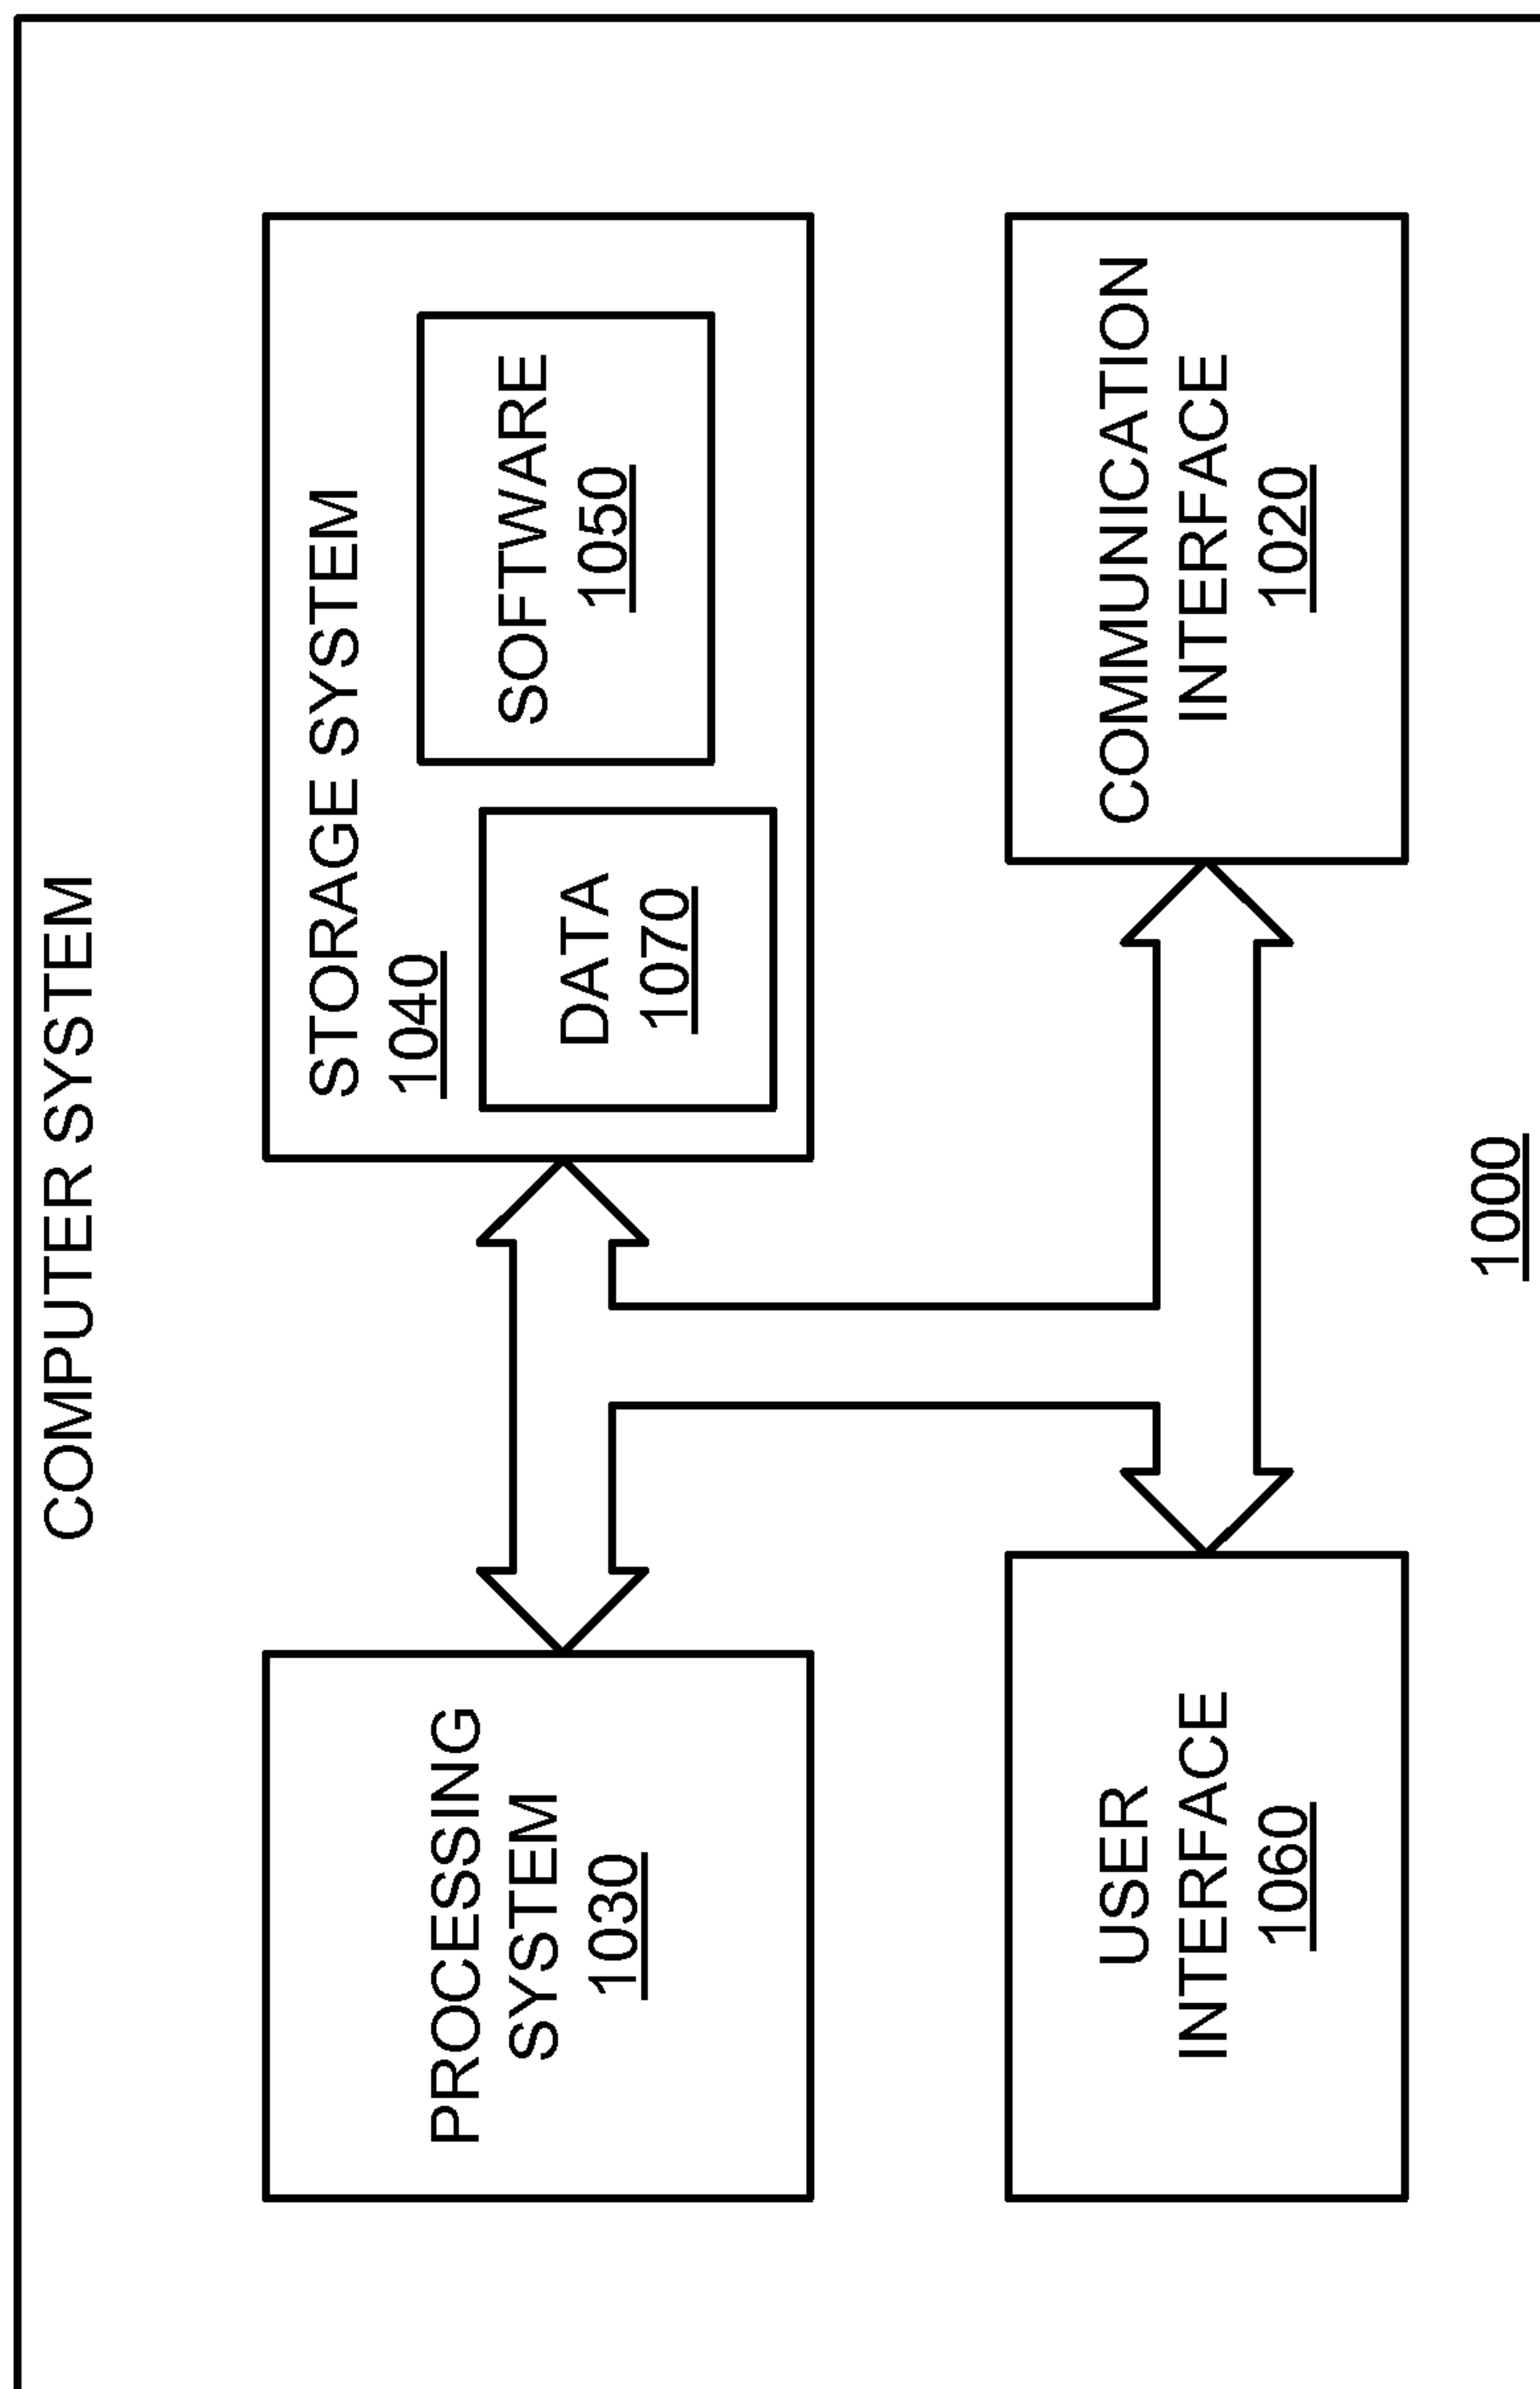 COMPUTER SYSTEM
PROCESSING
SYSTEM
1030
STORAGE SYSTEM
1040
DATA
1070
SOFTWARE
1050
USER
INTERFACE
1060
COMMUNICATION
INTERFACE
1020
1000